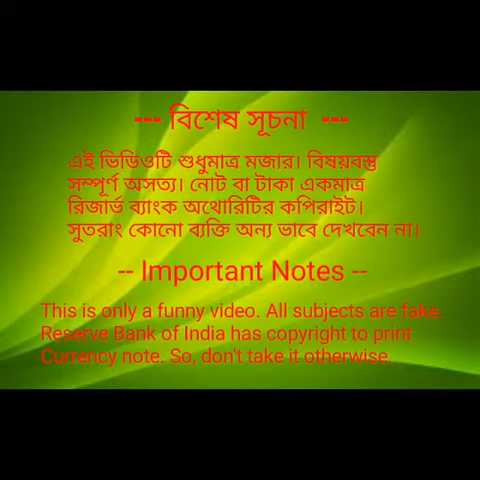 --- বিশেষ সূচনা ---
এই ভিডিওটি শুধুমাত্র মজার। বিষয়বস্তু
সম্পূর্ণ অসত্য। নোট বা টাকা একমাত্র
রিজার্ভ ব্যাংক অথোরিটির কপিরাইট।
সুতরাং কোনো ব্যক্তি অন্য ভাবে দেখবেন না।
-- Important Notes --
This is only a funny video. All subjects are fake.
Reserve Bank of India has copyright to print
Currency note. So, don't take it otherwise.